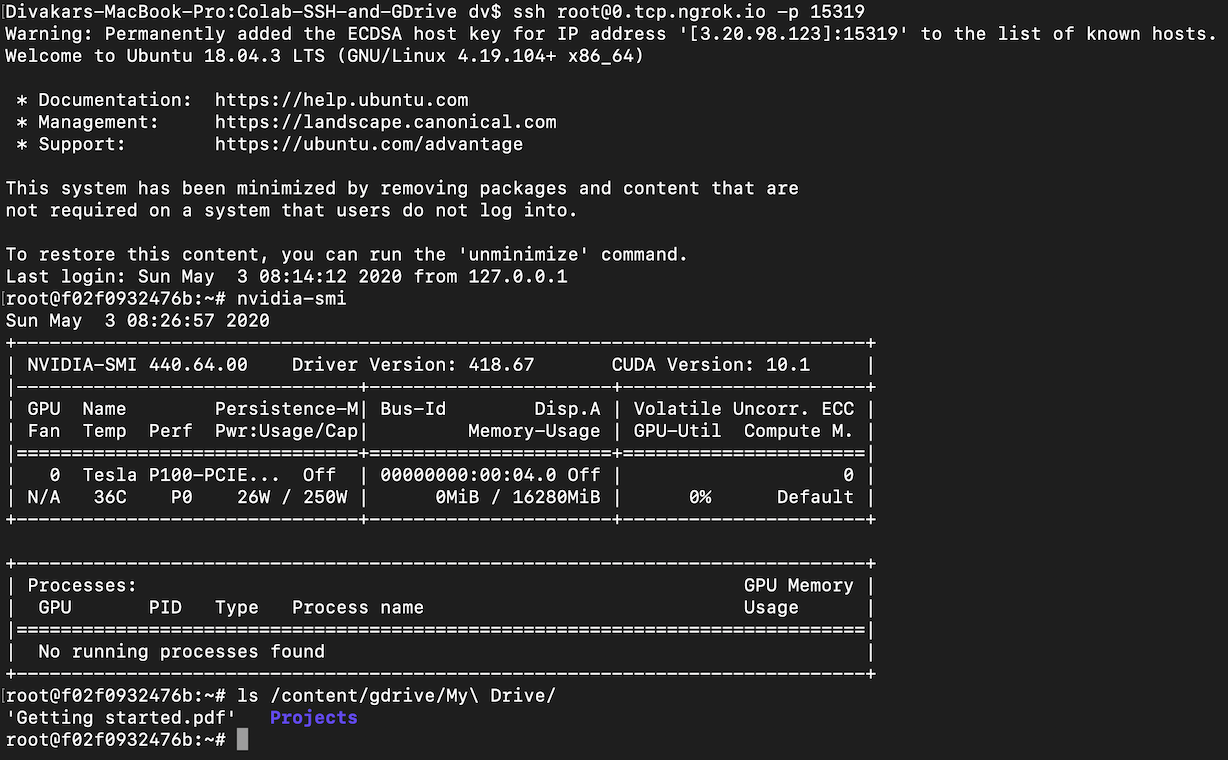 Divakars-MacBook-Pro:Colab-SSH-and-GDrive dv$ ssh root@0.tcp.ngrok.io -p 15319
Warning: Permanently added the ECDSA host key for IP address '[3.20.98.123]:15319' to the list of known hosts.
Welcome to Ubuntu 18.04.3 LTS (GNU/Linux 4.19.104+ x86_64)

 * Documentation:  https://help.ubuntu.com
 * Management:     https://landscape.canonical.com
 * Support:        https://ubuntu.com/advantage

This system has been minimized by removing packages and content that are
not required on a system that users do not log into.

To restore this content, you can run the 'unminimize' command.
Last login: Sun May  3 08:14:12 2020 from 127.0.0.1
[root@f02f0932476b:~# nvidia-smi
Sun May  3 08:26:57 2020
+-----------------------------------------------------------------------------+
| NVIDIA-SMI 440.64.00    Driver Version: 418.67       CUDA Version: 10.1     |
|-------------------------------+----------------------+----------------------+
| GPU  Name        Persistence-M| Bus-Id        Disp.A | Volatile Uncorr. ECC |
| Fan  Temp  Perf  Pwr:Usage/Cap|         Memory-Usage | GPU-Util  Compute M. |
|===============================+======================+======================|
|   0  Tesla P100-PCIE...  Off  | 00000000:00:04.0 Off |                    0 |
| N/A   36C    P0    26W / 250W |      0MiB / 16280MiB |      0%      Default |
+-------------------------------+----------------------+----------------------+

+-----------------------------------------------------------------------------+
| Processes:                                                       GPU Memory |
|  GPU       PID   Type   Process name                             Usage      |
|=============================================================================|
|  No running processes found                                                 |
+-----------------------------------------------------------------------------+
[root@f02f0932476b:~# ls /content/gdrive/My\ Drive/
'Getting started.pdf'   Projects
root@f02f0932476b:~#